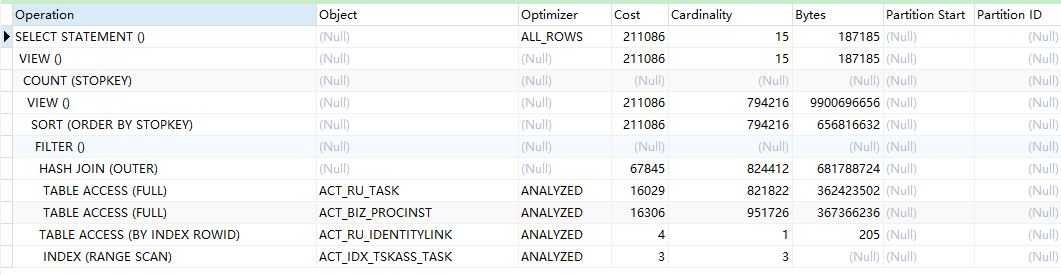 Operation Object Optimizer Cost Cardinality Bytes Partition Start Partition ID
SELECT STATEMENT () (Null) ALL_ROWS 211086 15 187185 (Null) (Null)
VIEW () (Null) (Null) 211086 15 187185 (Null) (Null)
COUNT (STOPKEY) (Null) (Null) (Null) (Null) (Null) (Null) (Null)
VIEW () (Null) (Null) 211086 794216 9900696656 (Null) (Null)
SORT (ORDER BY STOPKEY) (Null) (Null) 211086 794216 656816632 (Null) (Null)
FILTER () (Null) (Null) (Null) (Null) (Null) (Null) (Null)
HASH JOIN (OUTER) (Null) (Null) 67845 824412 681788724 (Null) (Null)
TABLE ACCESS (FULL) ACT_RU_TASK ANALYZED 16029 821822 362423502 (Null) (Null)
TABLE ACCESS (FULL) ACT_BIZ_PROCINST ANALYZED 16306 951726 367366236 (Null) (Null)
TABLE ACCESS (BY INDEX ROWID) ACT_RU_IDENTITYLINK ANALYZED 4 1 205 (Null) (Null)
INDEX (RANGE SCAN) ACT_IDX_TSKASS_TASK ANALYZED 3 3 (Null) (Null) (Null)